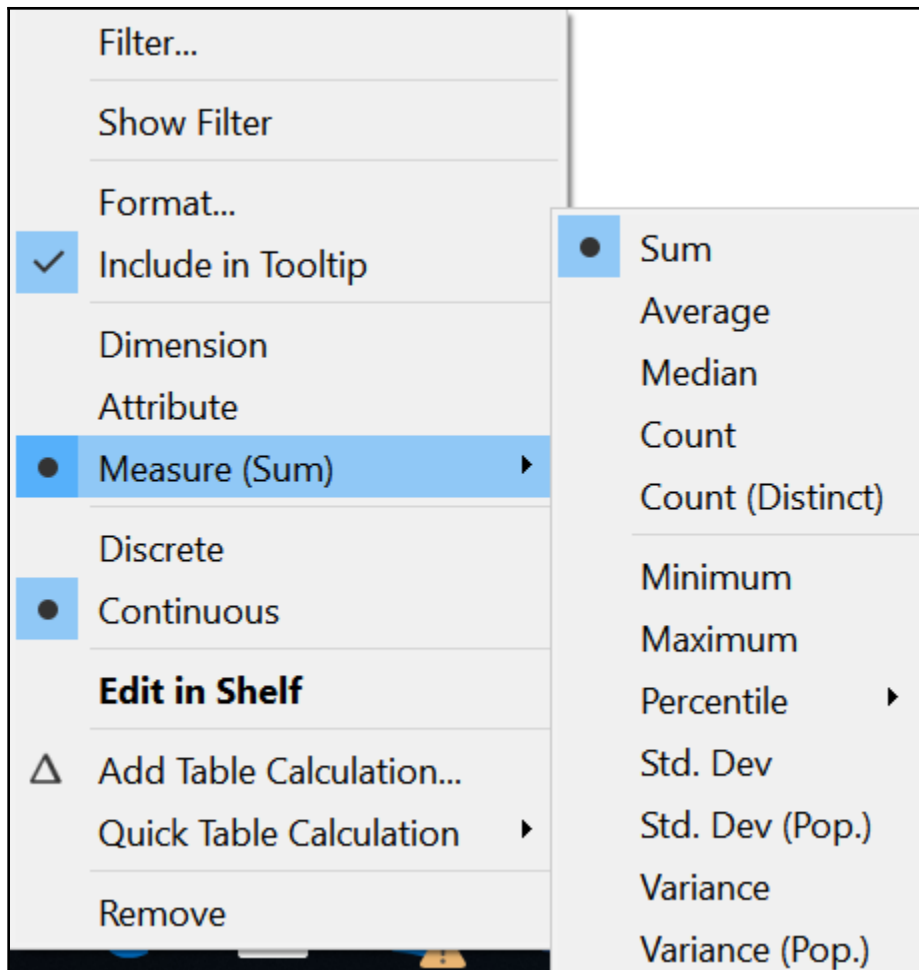 Filter...
Show Filter
Format...
Include in Tooltip
Dimension
Attribute
Measure (Sum)
Discrete
Continuous
Edit in Shelf
Add Table Calculation...
Quick Table Calculation
Remove
Sum
Average
Median
Count
Count (Distinct)
Minimum
Maximum
Percentile
Std. Dev
Std. Dev (Pop.)
Variance
Variance (Pop.)